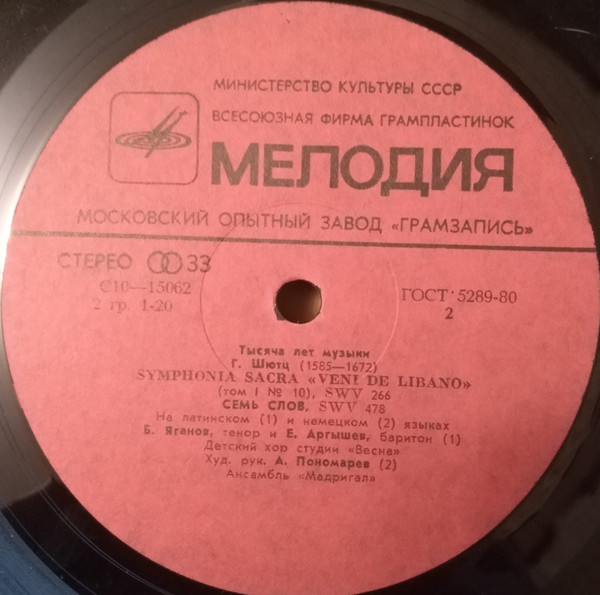 МИНИСТЕРСТВО КУЛЬТУРЫ СССР
ВСЕСОЮЗНАЯ ФИРМА ГРАМПЛАСТИНОК
МЕЛОДИЯ
МОСКОВСКИЙ ОПЫТНЫЙ ЗАВОД «ГРАМЗАПИСЬ»
СТЕРЕО 33
С10—15062
2 гр. 1-20
ГОСТ 5289-80
2
Тысяча лет музыки
Г. Шютц (1585—1672)
SYMPHONIA SACRA «VENI DE LIBANO»
(том I № 10), SWV 266
СЕМЬ СЛОВ, SWV 478
На латинском (1) и немецком (2) языках
Б. Яганов, тенор и Е. Аргышев, баритон (1)
Детский хор студии «Весна»
Худ. рук. А. Пономарев (2)
Ансамбль «Мадригал»